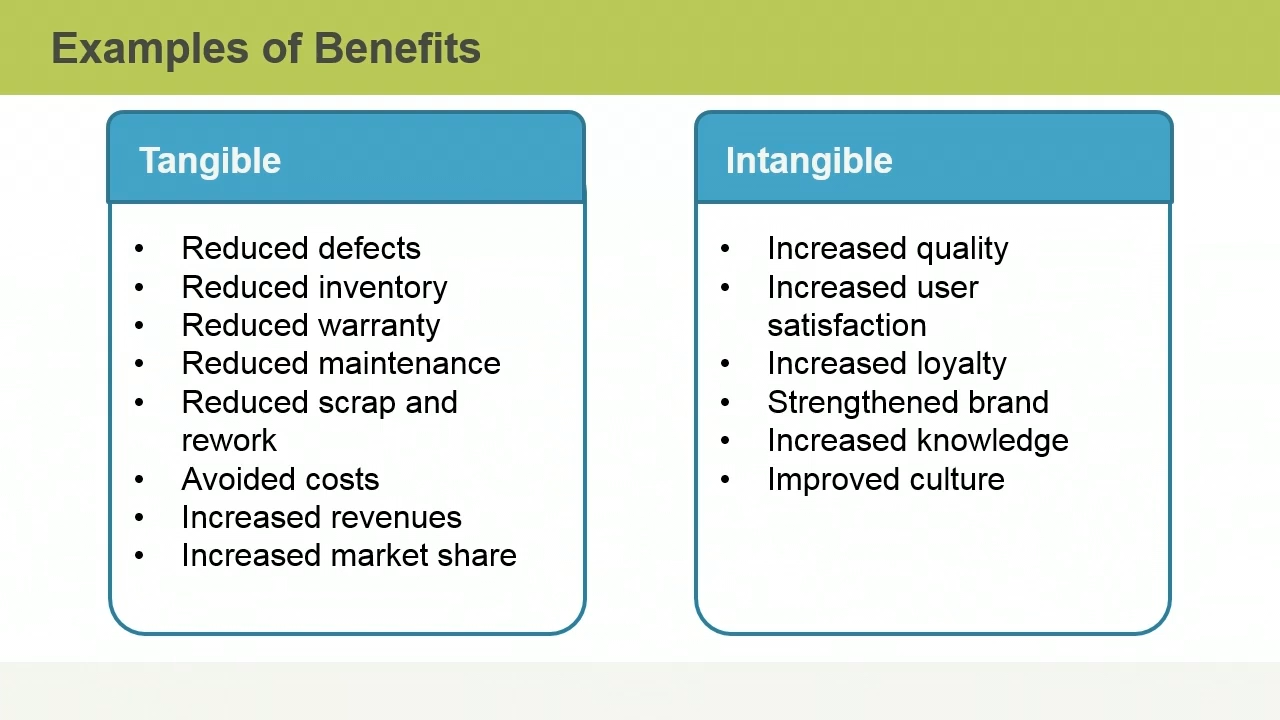 Examples of Benefits
Tangible
• Reduced defects
• Reduced inventory
• Reduced warranty
• Reduced maintenance
• Reduced scrap and
rework
• Avoided costs
• Increased revenues
• Increased market share
Intangible
• Increased quality
• Increased user
satisfaction
• Increased loyalty
• Strengthened brand
• Increased knowledge
• Improved culture